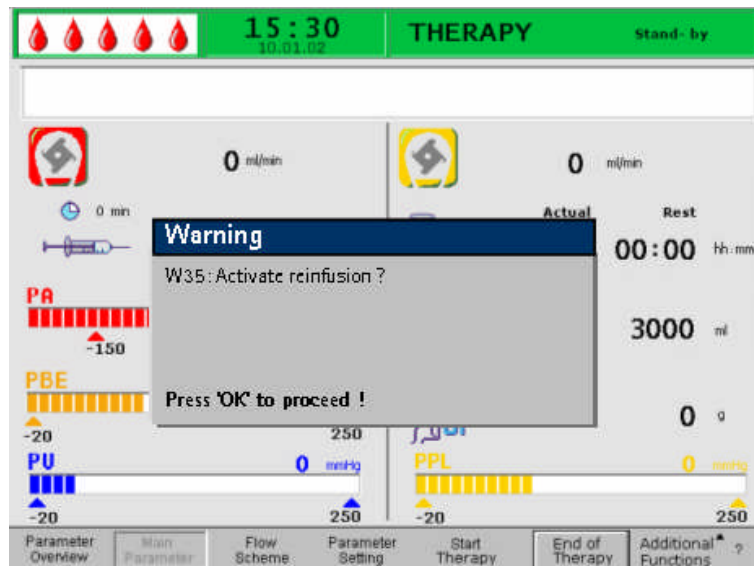 15:30
10.01.02
THERAPY
Stand-by
0 ml/min
0 ml/min
0 min
Actual Rest
00:00 hh:mm
Warning
W35: Activate reinfusion ?
Press 'OK' to proceed !
PA
-150
3000 ml
PBE
-20 250
0 g
PV 0 mmHg
-20 250
PPL 0 mmHg
-20 250
Parameter Overview
Main Parameter
Flow Scheme
Parameter Setting
Start Therapy
End of Therapy
Additional Functions ?